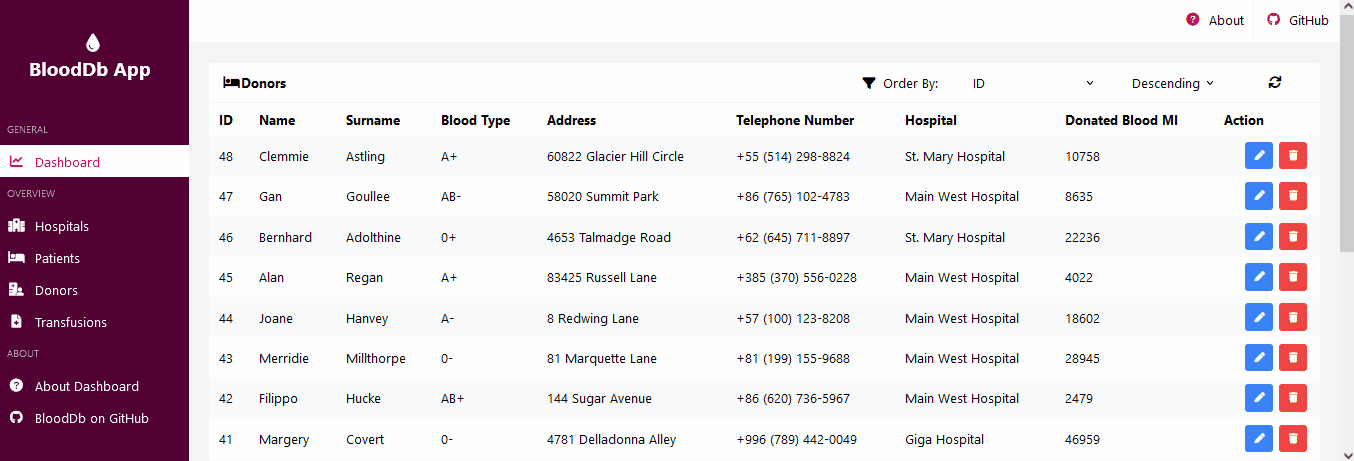 BloodDb App
GENERAL
Dashboard
OVERVIEW
Hospitals
Patients
Donors
Transfusions
ABOUT
About Dashboard
BloodDb on GitHub
About GitHub
Donors Order By: ID Descending
ID Name Surname Blood Type Address Telephone Number Hospital Donated Blood Ml Action
48 Clemmie Astling A+ 60822 Glacier Hill Circle +55 (514) 298-8824 St. Mary Hospital 10758
47 Gan Goullee AB- 58020 Summit Park +86 (765) 102-4783 Main West Hospital 8635
46 Bernhard Adolthine 0+ 4653 Talmadge Road +62 (645) 711-8897 St. Mary Hospital 22236
45 Alan Regan A+ 83425 Russell Lane +385 (370) 556-0228 Main West Hospital 4022
44 Joane Hanvey A- 8 Redwing Lane +57 (100) 123-8208 Main West Hospital 18602
43 Merridie Millthorpe 0- 81 Marquette Lane +81 (199) 155-9688 Main West Hospital 28945
42 Filippo Hucke AB+ 144 Sugar Avenue +86 (620) 736-5967 Main West Hospital 2479
41 Margery Covert 0- 4781 Delladonna Alley +996 (789) 442-0049 Giga Hospital 46959